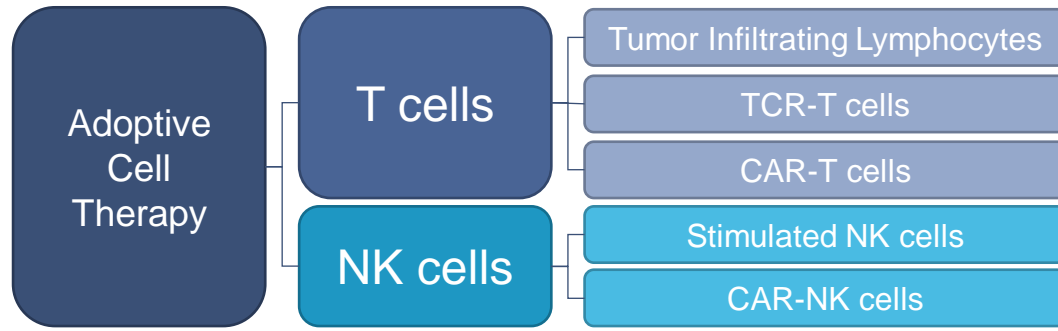 Adoptive
Cell
Therapy
T cells
Tumor Infiltrating Lymphocytes
TCR-T cells
CAR-T cells
NK cells
Stimulated NK cells
CAR-NK cells